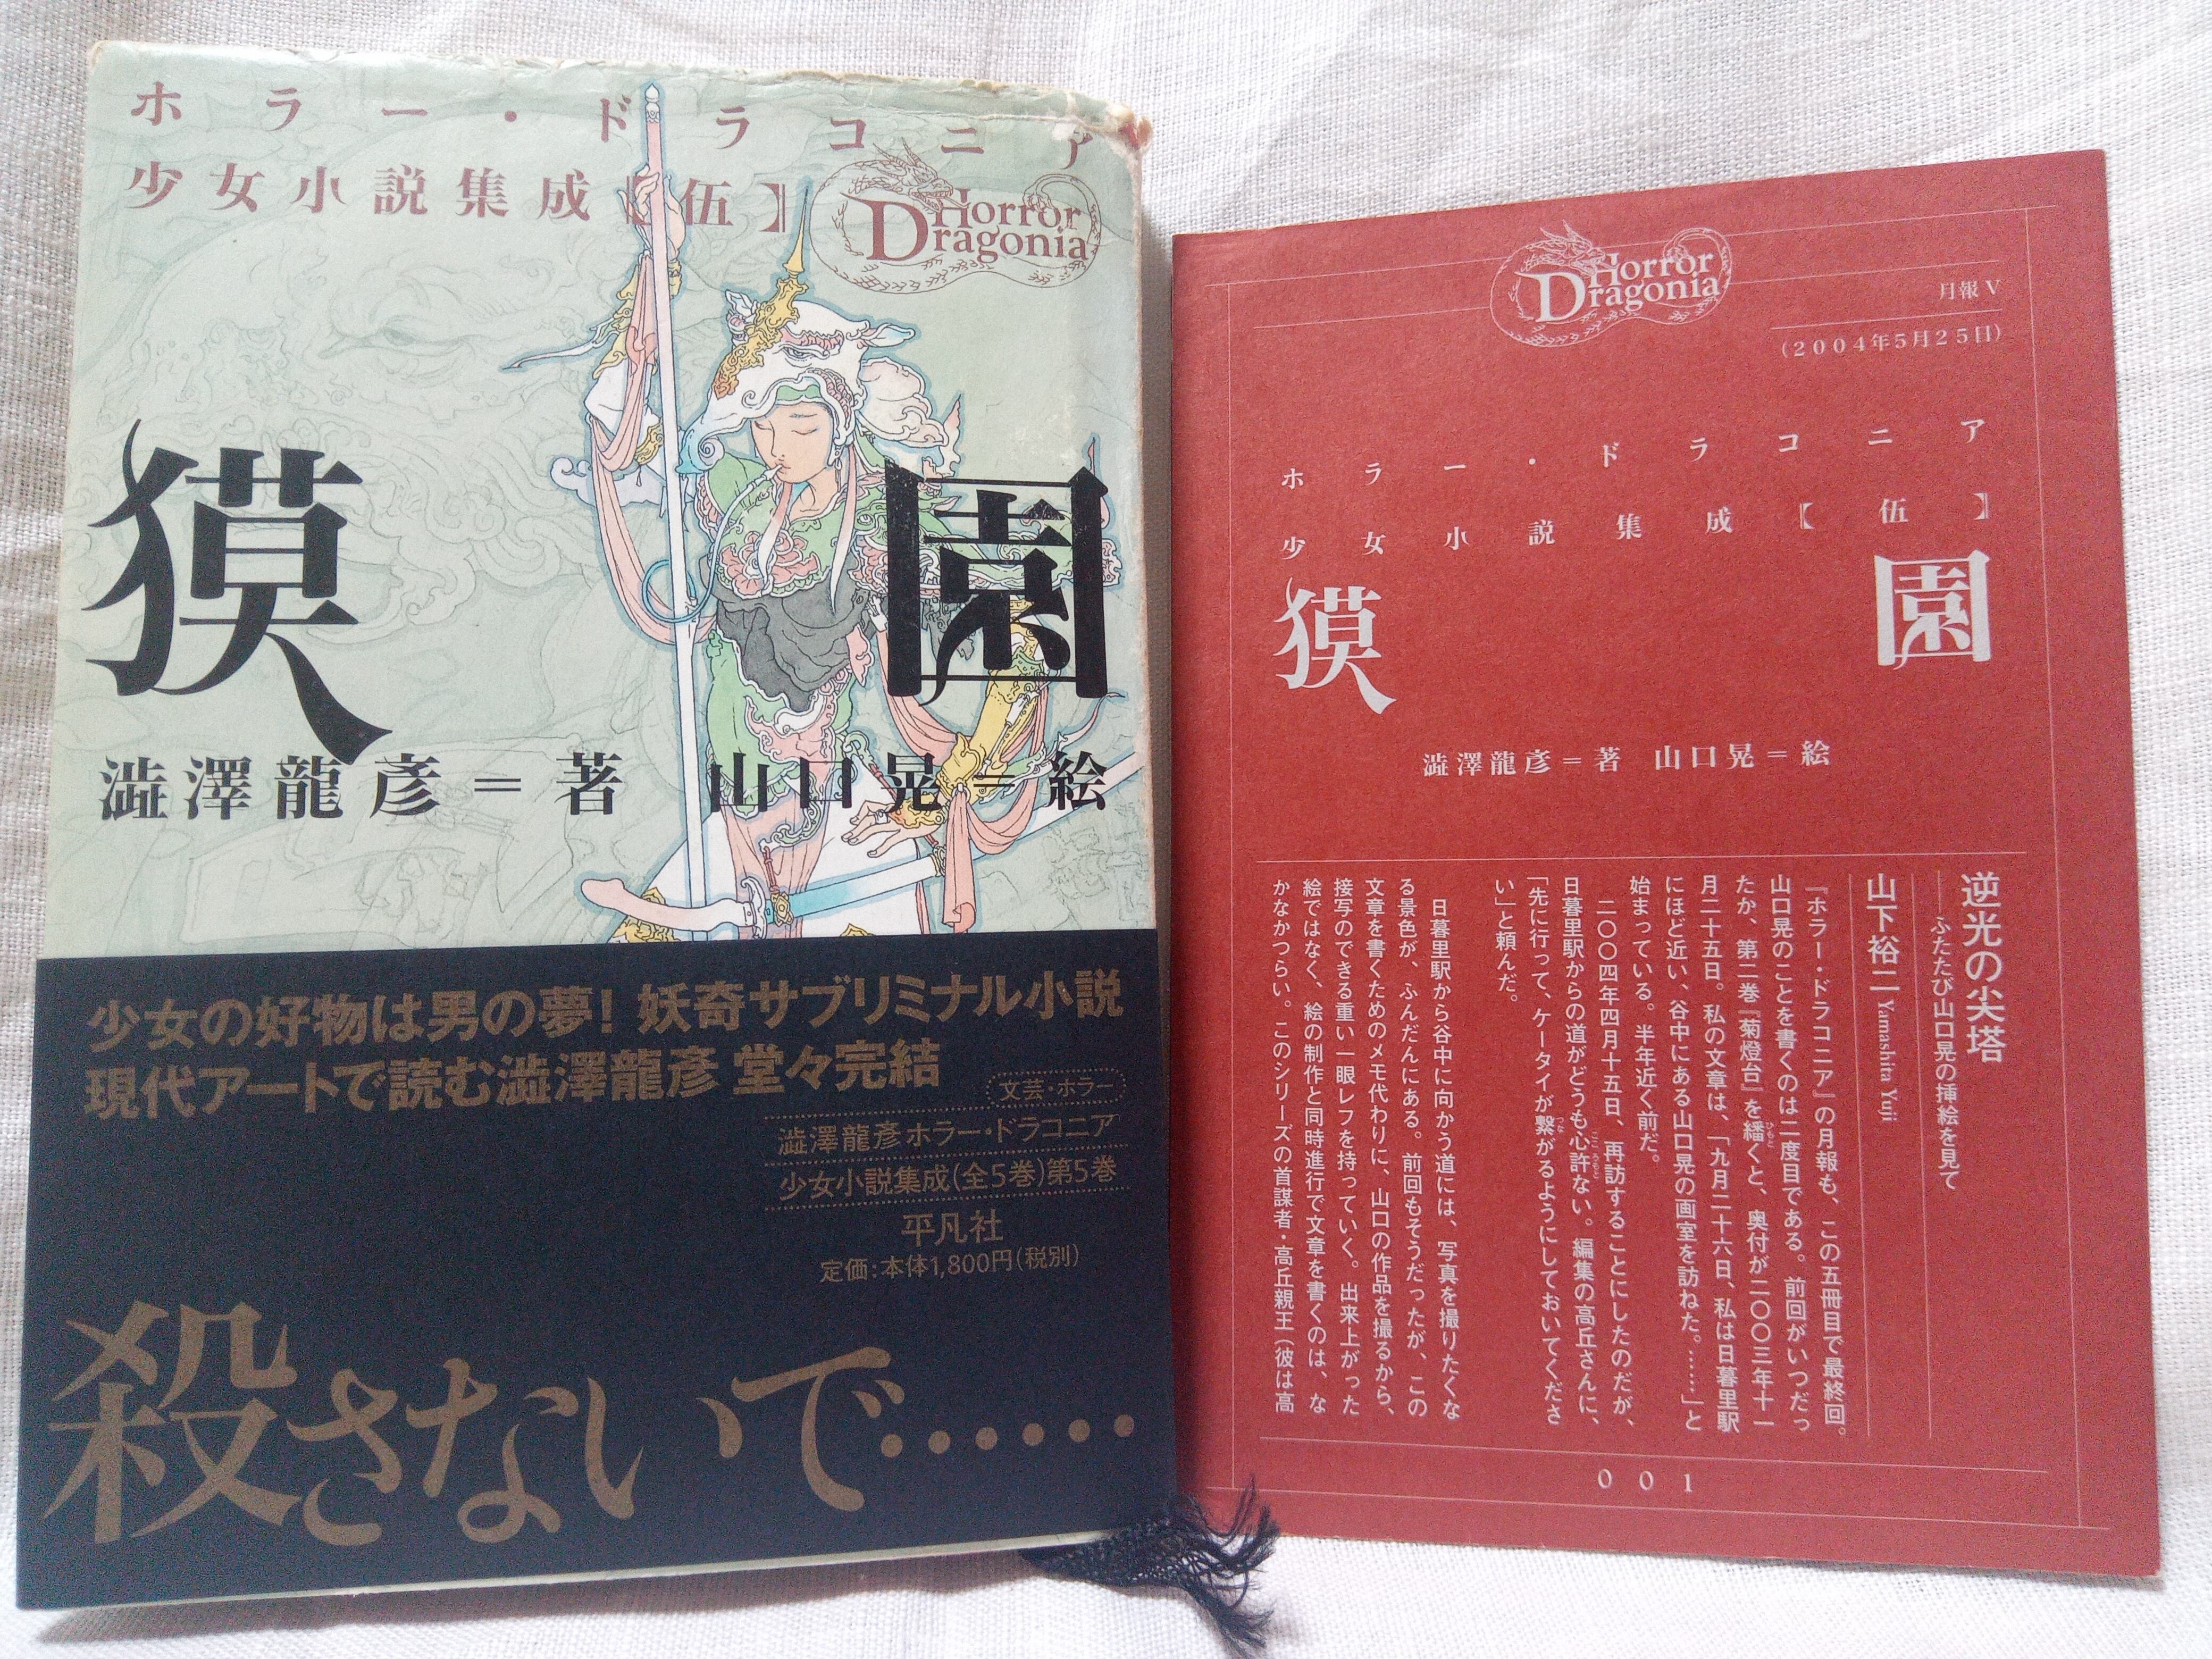 ホラー・ドラコニア
少女小説集成【伍】
Horror
Dragonia
獏園
澁澤龍彥=著 山口晃=絵
少女の好物は男の夢!妖奇サブリミナル小説
現代アートで読む澁澤龍彥 堂々完結
文芸・ホラー
澁澤龍彥ホラー・ドラコニア
少女小説集成(全5巻)第5巻
平凡社
定価:本体1,800円(税別)
殺さないで……
Horror
Dragonia
月報V
(2004年5月25日)
ホラー・ドラコニア
少女小説集成【伍】
獏園
澁澤龍彥=著 山口晃=絵
逆光の尖塔
──ふたたび山口晃の挿絵を見て
山下裕二 Yamashita Yuji
『ホラー・ドラコニア』の月報も、この五冊目で最終回。
山口晃のことを書くのは二度目である。前回がいつだっ
たか、第二巻『菊燈台』を繙くと、奥付が二〇〇三年十一
月二十五日。私の文章は、「九月二十六日、私は日暮里駅
にほど近い、谷中にある山口晃の画室を訪ねた。……」と
始まっている。半年近く前だ。
二〇〇四年四月十五日、再訪することにしたのだが、
日暮里駅からの道がどうも心許ない。編集の高丘さんに、
「先に行って、ケータイが繋がるようにしておいてくださ
い」と頼んだ。
日暮里駅から谷中に向かう道には、写真を撮りたくな
る景色が、ふんだんにある。前回もそうだったが、この
文章を書くためのメモ代わりに、山口の作品を撮るから、
接写のできる重い一眼レフを持っていく。出来上がった
絵ではなく、絵の制作と同時進行で文章を書くのは、な
かなかつらい。このシリーズの首謀者・高丘親王(彼は高
001